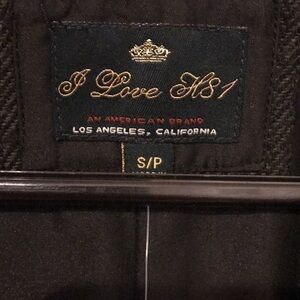 I Love H81
AN AMERICAN BRAND
LOS ANGELES, CALIFORNIA
S/P